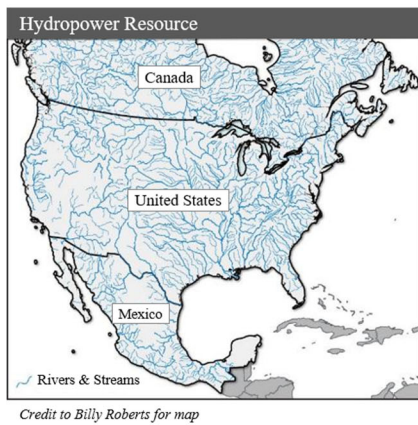 Hydropower Resource
Canada
United States
Mexico
Rivers & Streams
Credit to Billy Roberts for map